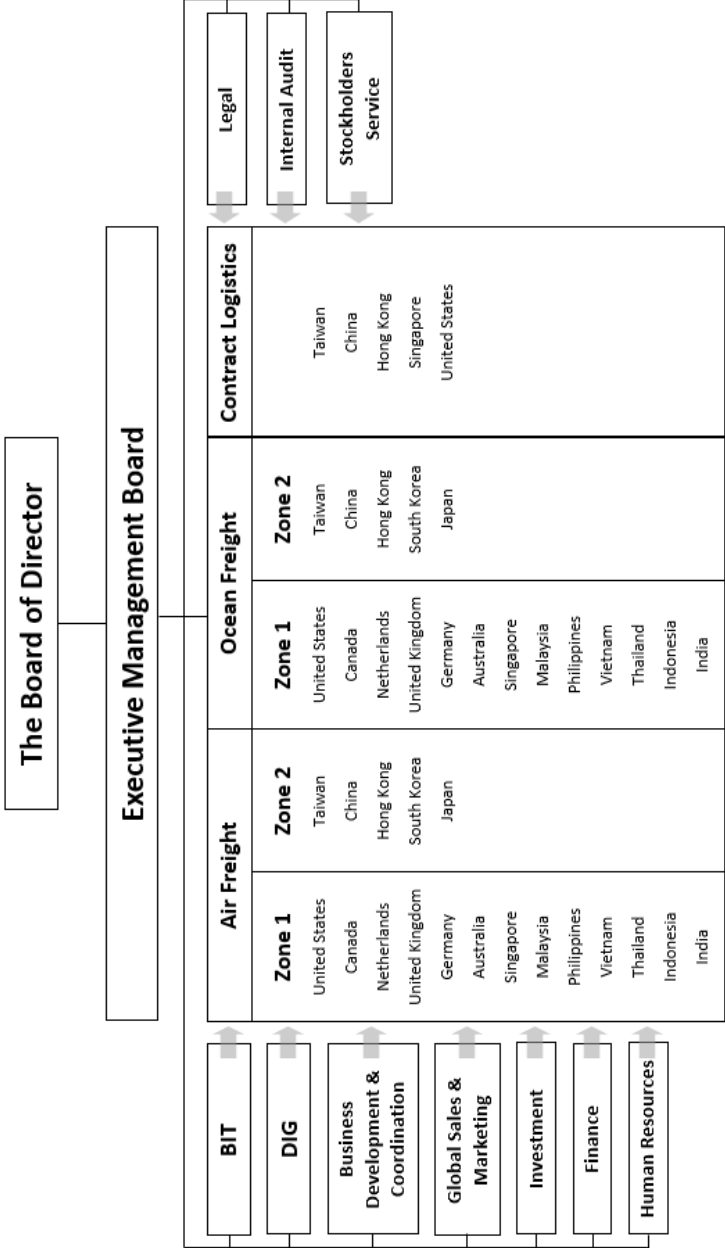 The Board of Director
Executive Management Board
BIT
DIG
Business
Development &
Coordination
Global Sales &
Marketing
Investment
Finance
Human Resources
Air Freight
Zone 1
United States
Canada
Netherlands
United Kingdom
Germany
Australia
Singapore
Malaysia
Philippines
Vietnam
Thailand
Indonesia
India
Zone 2
Taiwan
China
Hong Kong
South Korea
Japan
Ocean Freight
Zone 1
United States
Canada
Netherlands
United Kingdom
Germany
Australia
Singapore
Malaysia
Philippines
Vietnam
Thailand
Indonesia
India
Zone 2
Taiwan
China
Hong Kong
South Korea
Japan
Contract Logistics
Taiwan
China
Hong Kong
Singapore
United States
Legal
Internal Audit
Stockholders
Service